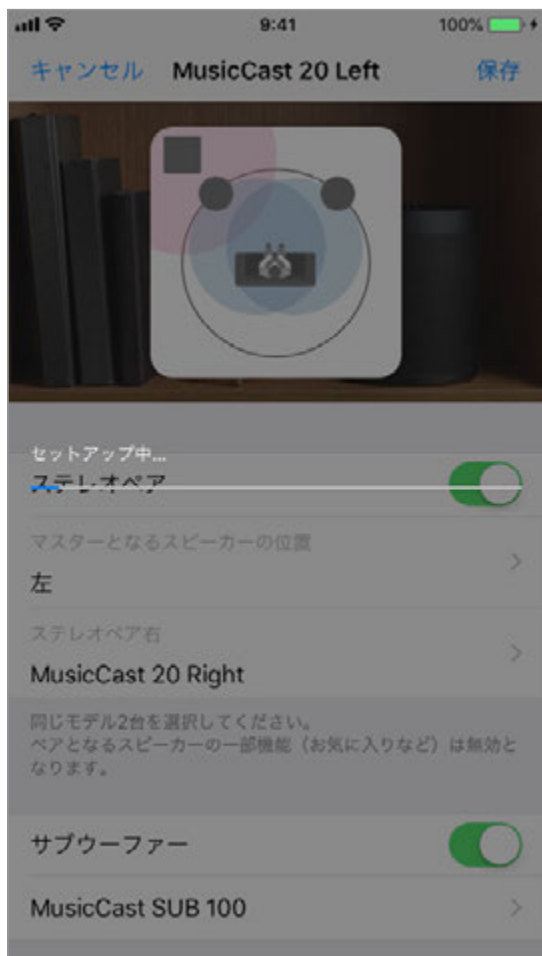 9:41
100%
キャンセル
MusicCast 20 Left
保存
セットアップ中...
ステレオペア
マスターとなるスピーカーの位置
左
ステレオペア右
MusicCast 20 Right
同じモデル2台を選択してください。
ペアとなるスピーカーの一部機能（お気に入りなど）は無効と
なります。
サブウーファー
MusicCast SUB 100